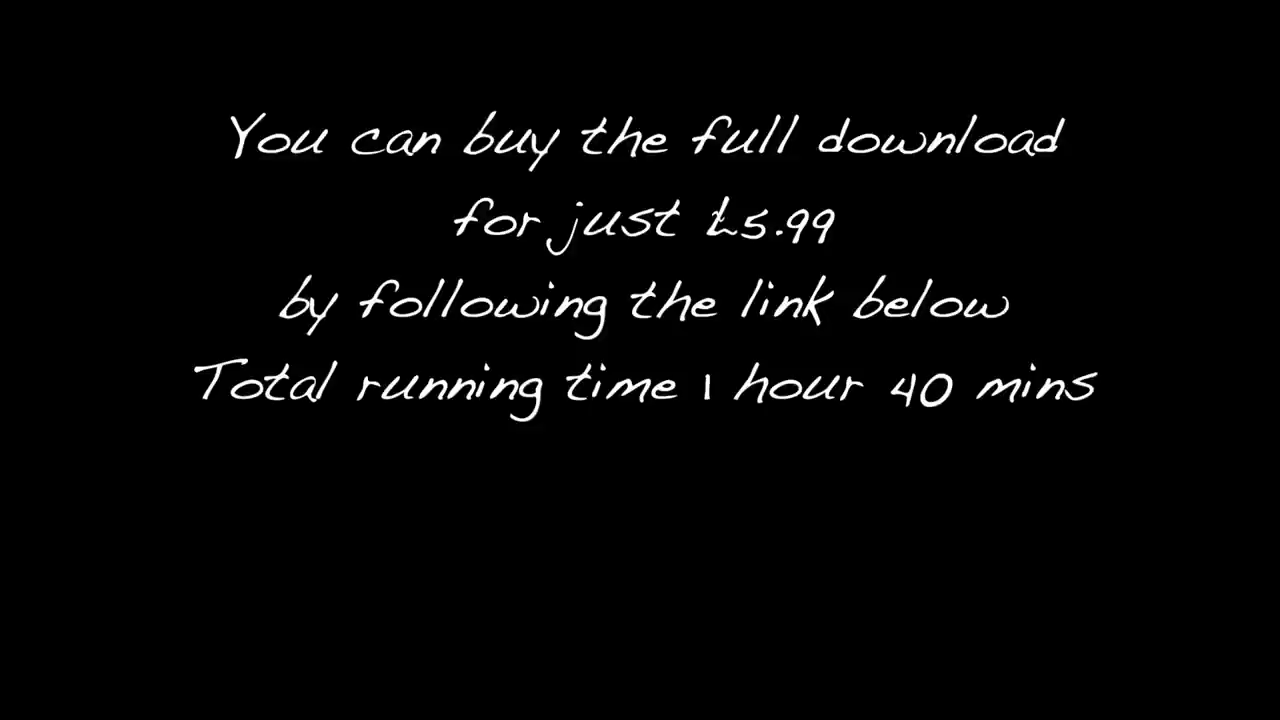 You can buy the full download
for just £5.99
by following the link below
Total running time 1 hour 40 mins